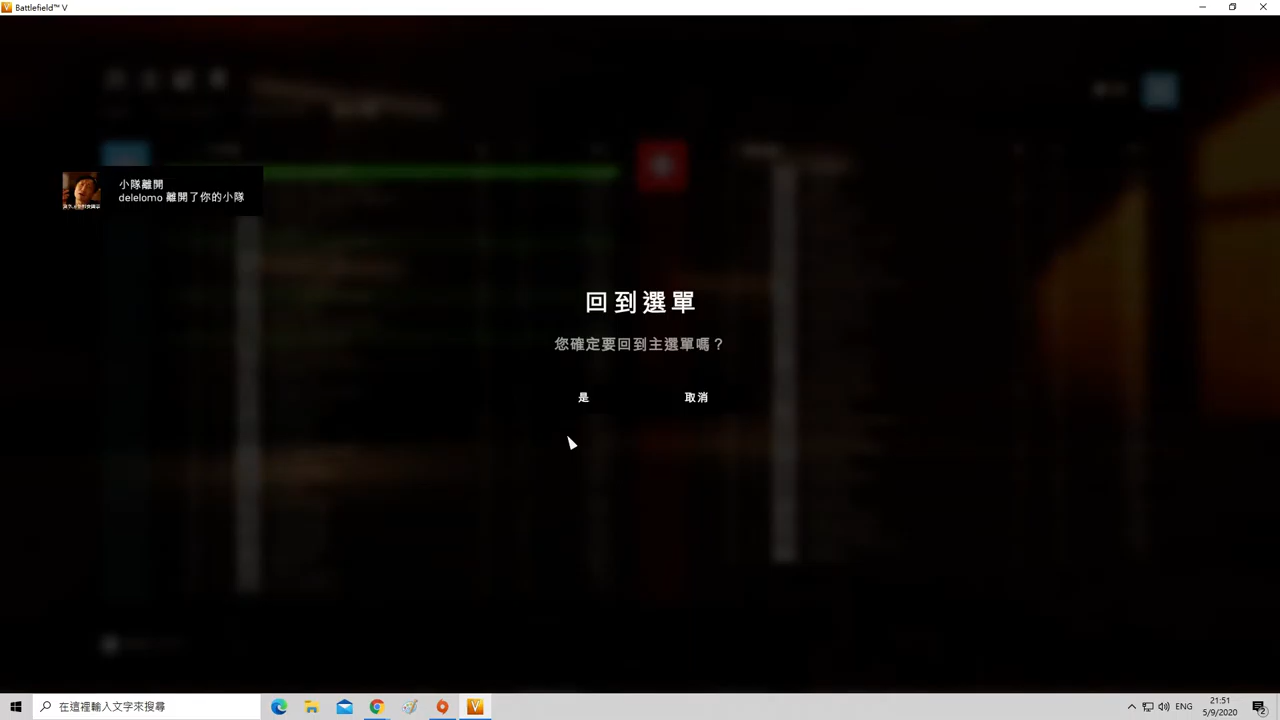 Battlefield™ V
小隊離開
delelomo 離開了你的小隊
回到選單
您確定要回到主選單嗎？
是
取消
在這裡輸入文字來搜尋
ENG
21:51
5/9/2020
2